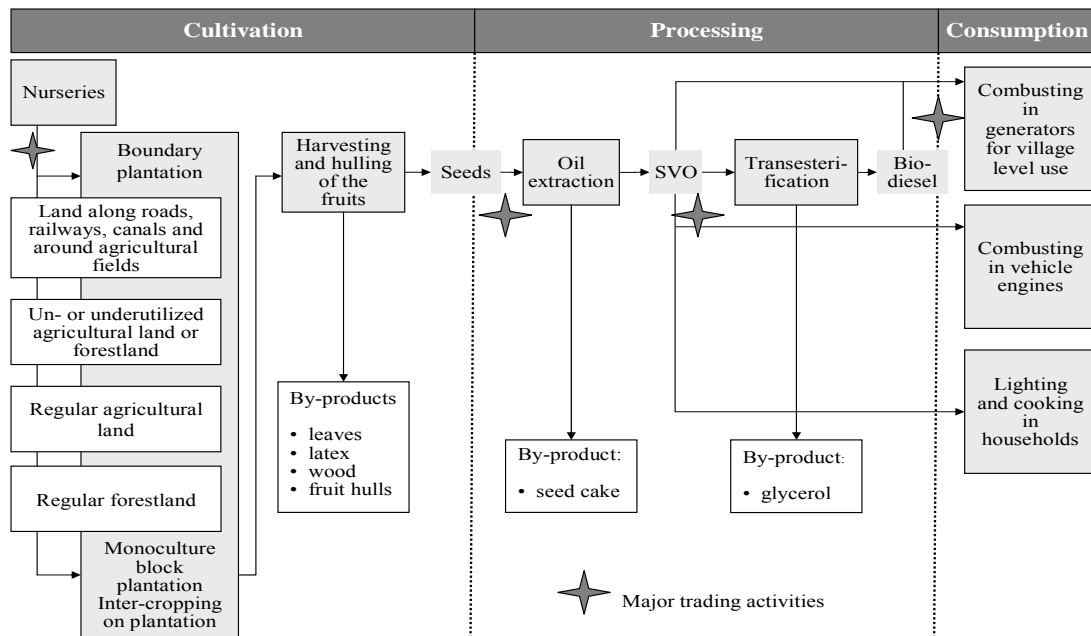 Cultivation
Processing
Consumption
Nurseries
Boundary
plantation
Land along roads,
railways, canals and
around agricultural
fields
Un- or underutilized
agricultural land or
forestland
Regular agricultural
land
Regular forestland
Monoculture
block
plantation
Inter-cropping
on plantation
Harvesting
and hulling
of the
fruits
By-products
• leaves
• latex
• wood
• fruit hulls
Seeds
Oil
extraction
By-product:
• seed cake
SVO
Transesteri-
fication
By-product:
• glycerol
Bio-
diesel
Combusting
in
generators
for village
level use
Combusting
in vehicle
engines
Lighting
and cooking
in
households
Major trading activities